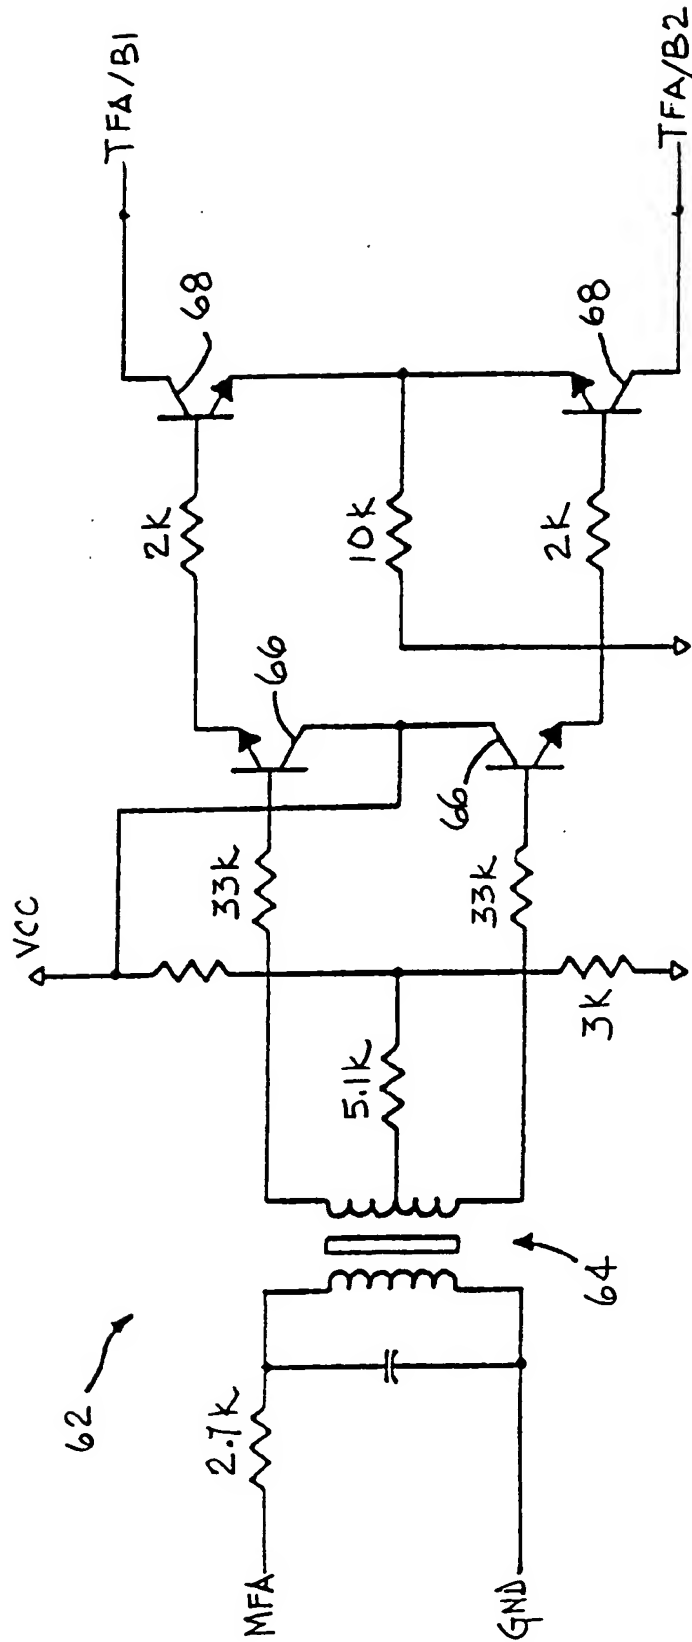 62
MFA
2.7K
GND
64
5.1K
VCC
33K
33K
3K
66
66
2K
10K
2K
68
68
TFA/B1
TFA/B2